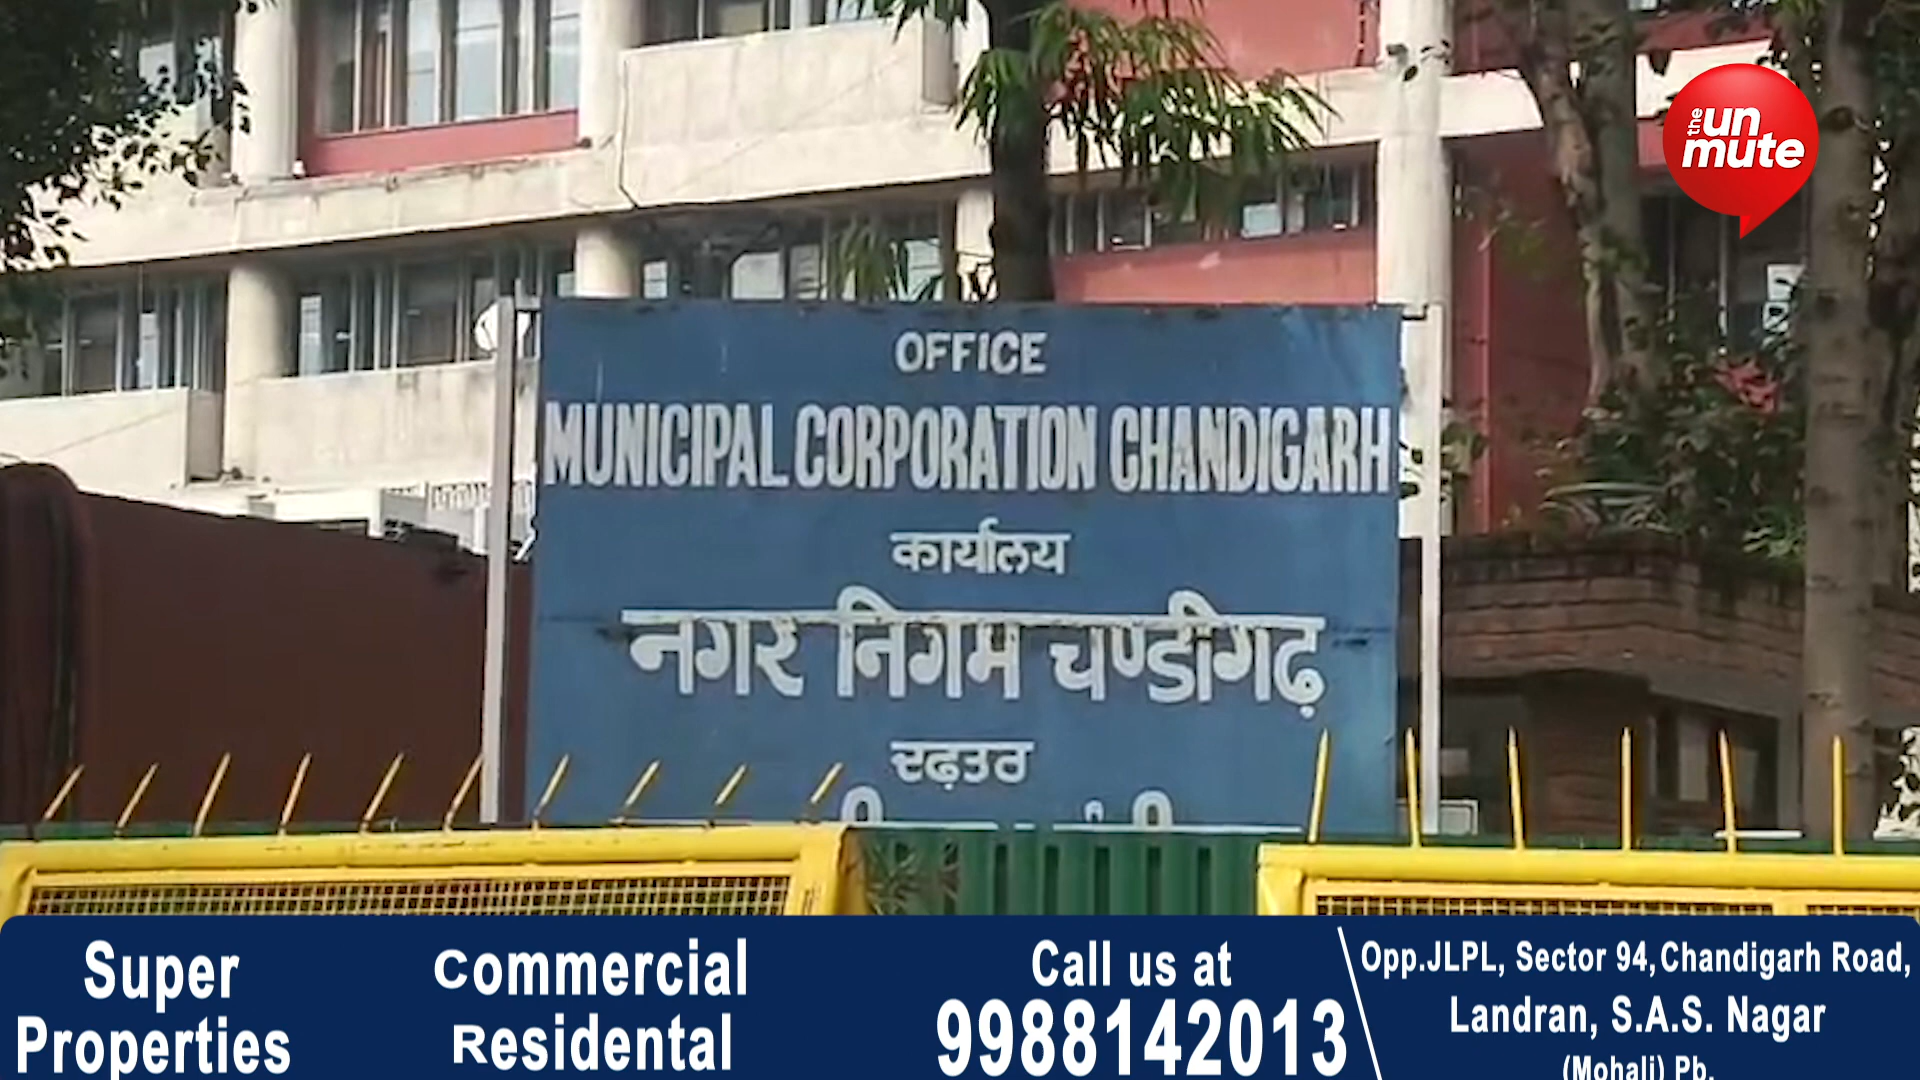 the un
mute
OFFICE
MUNICIPAL CORPORATION CHANDIGARH
कार्यालय
नगर निगम चण्डीगढ़
ਦਫ਼ਤਰ
Super
Properties
Commercial
Residental
Call us at
9988142013
Opp.JLPL, Sector 94,Chandigarh Road,
Landran, S.A.S. Nagar
(Mohali) Pb.